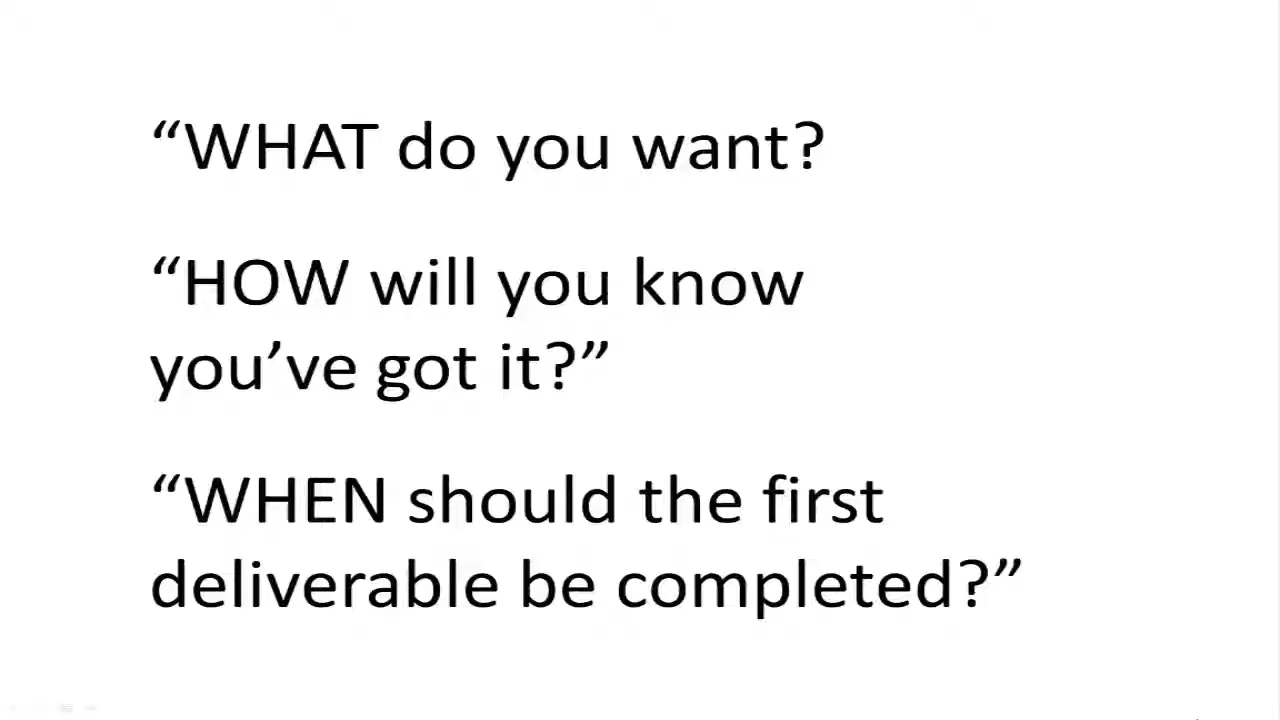 “WHAT do you want?
“HOW will you know
you’ve got it?”
“WHEN should the first
deliverable be completed?”